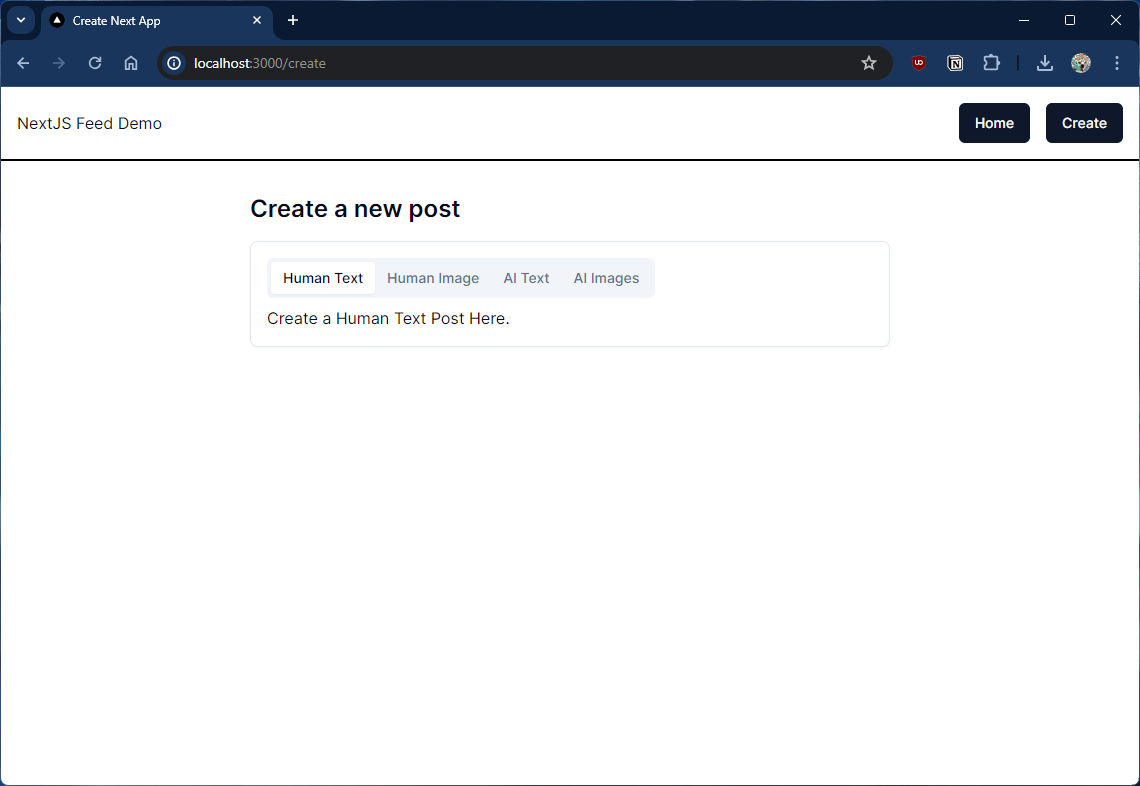 Create Next App
localhost:3000/create
NextJS Feed Demo
Home
Create
Create a new post
Human Text
Human Image
AI Text
AI Images
Create a Human Text Post Here.